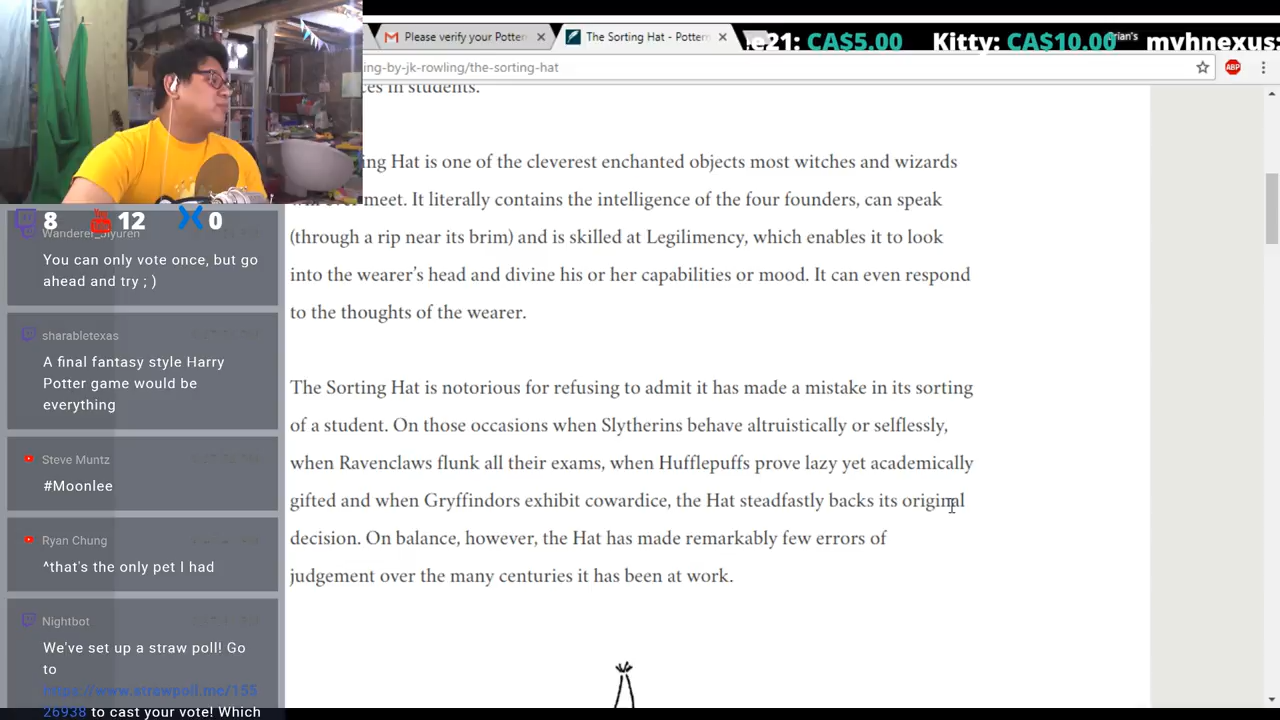 Please verify your Potterm
The Sorting Hat - Potterm
e21: CA$5.00 Kitty: CA$10.00 mvhnexus:
ing-by-jk-rowling/the-sorting-hat
ABP
in students.
Hat is one of the cleverest enchanted objects most witches and wizards
meet. It literally contains the intelligence of the four founders, can speak
(through a rip near its brim) and is skilled at Legilimency, which enables it to look
into the wearer's head and divine his or her capabilities or mood. It can even respond
to the thoughts of the wearer.
The Sorting Hat is notorious for refusing to admit it has made a mistake in its sorting
of a student. On those occasions when Slytherins behave altruistically or selflessly,
when Ravenclaws flunk all their exams, when Hufflepuffs prove lazy yet academically
gifted and when Gryffindors exhibit cowardice, the Hat steadfastly backs its original
decision. On balance, however, the Hat has made remarkably few errors of
judgement over the many centuries it has been at work.
8 12 0
You can only vote once, but go
ahead and try ; )
sharabletexas
A final fantasy style Harry
Potter game would be
everything
Steve Muntz
#Moonlee
Ryan Chung
^that's the only pet I had
Nightbot
We've set up a straw poll! Go
to
https://www.strawpoll.me/155
26938 to cast your vote! Which